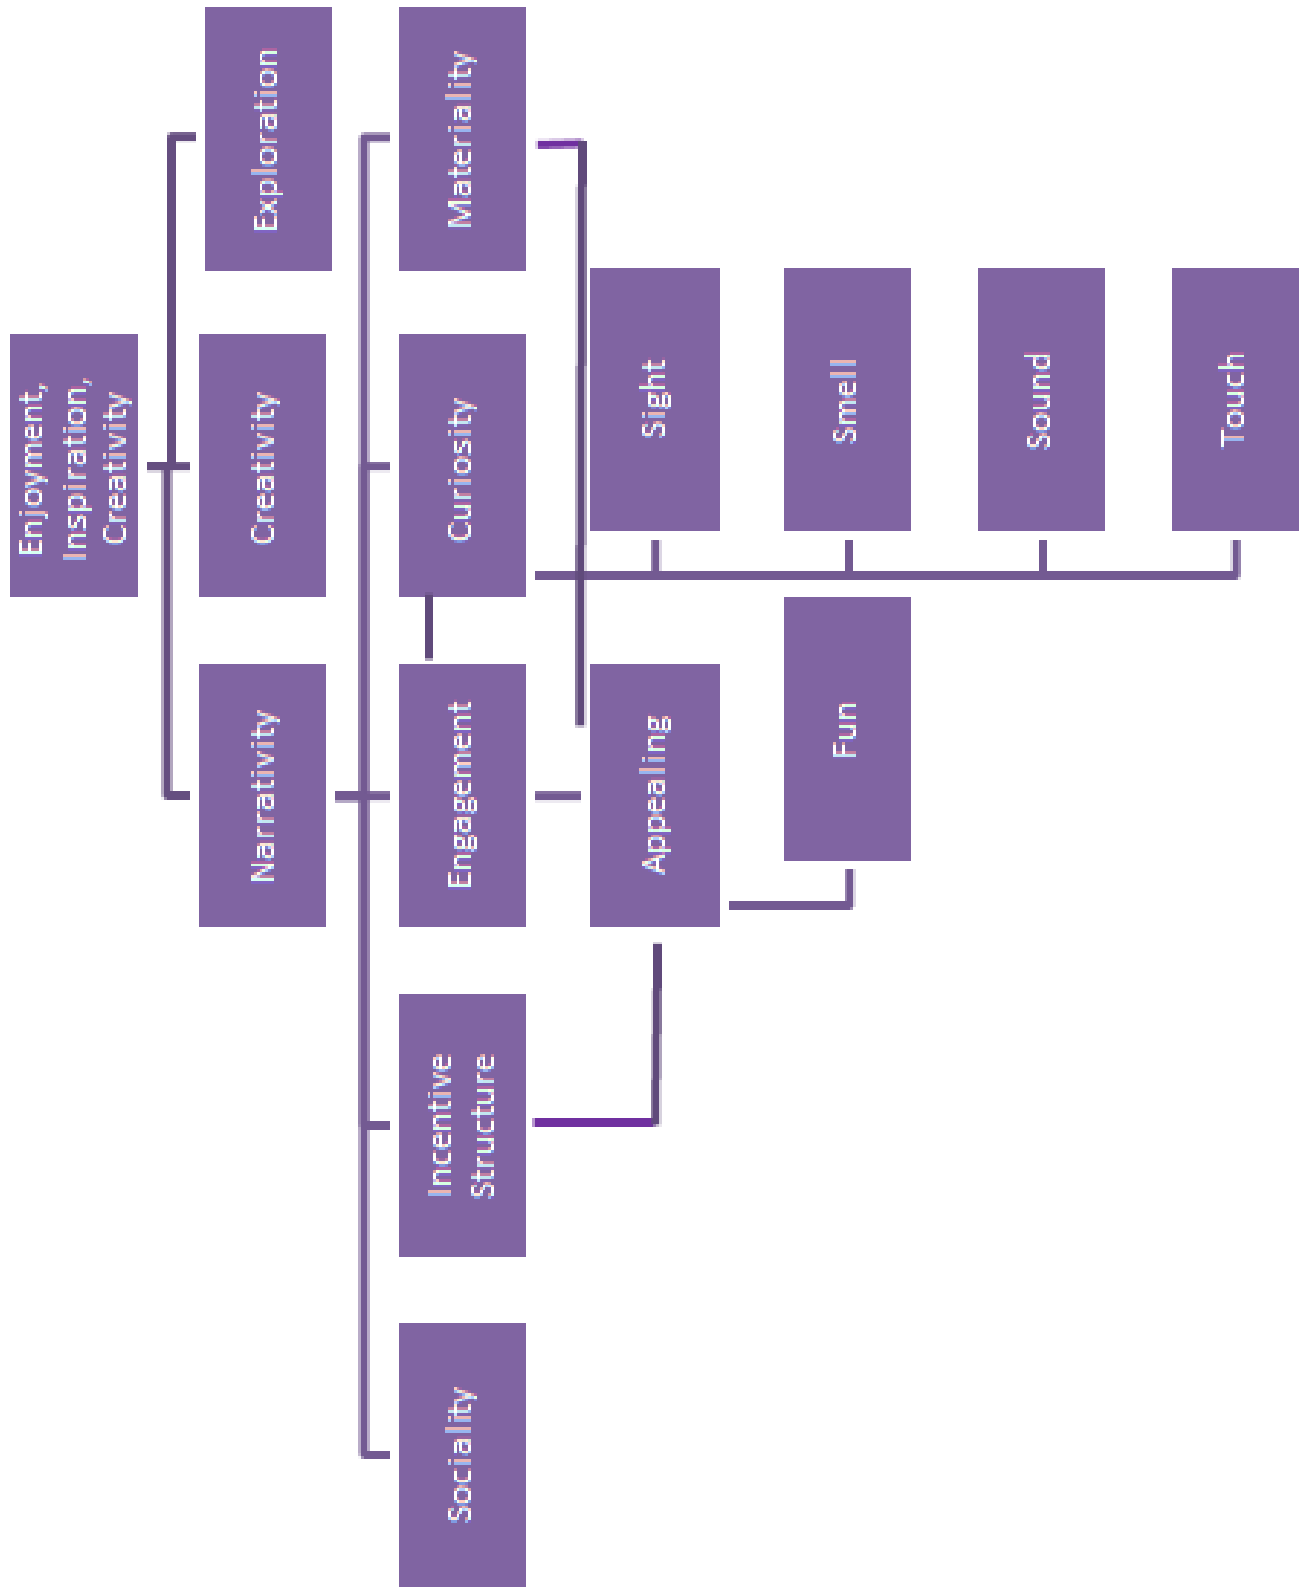 Enjoyment,
Inspiration,
Creativity
Narrativity
Creativity
Exploration
Sociality
Incentive
Structure
Engagement
Curiosity
Materiality
Appealing
Sight
Fun
Smell
Sound
Touch